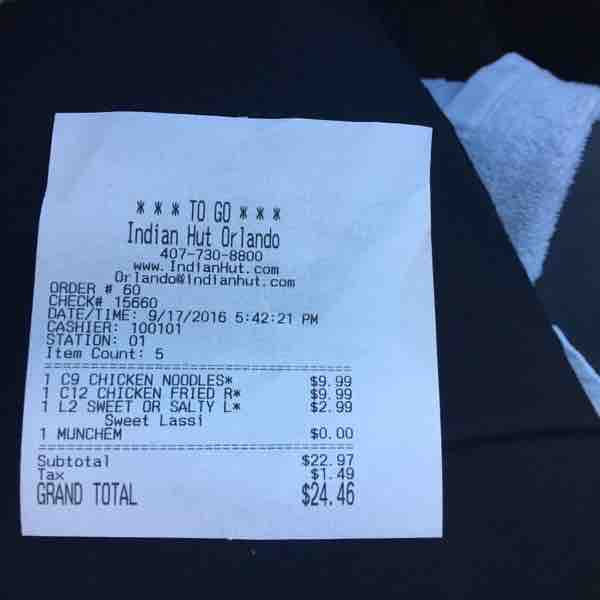 * * * TO GO * * *
Indian Hut Orlando
407-730-8800
www.IndianHut.com
Orlando@indianhut.com
ORDER # 60
CHECK# 15660
DATE/TIME: 9/17/2016 5:42:21 PM
CASHIER: 100101
STATION: 01
Item Count: 5
1 C9 CHICKEN NOODLES* $9.99
1 C12 CHICKEN FRIED R* $9.99
1 L2 SWEET OR SALTY L* $2.99
Sweet Lassi
1 MUNCHEM $0.00
Subtotal $22.97
Tax $1.49
GRAND TOTAL $24.46